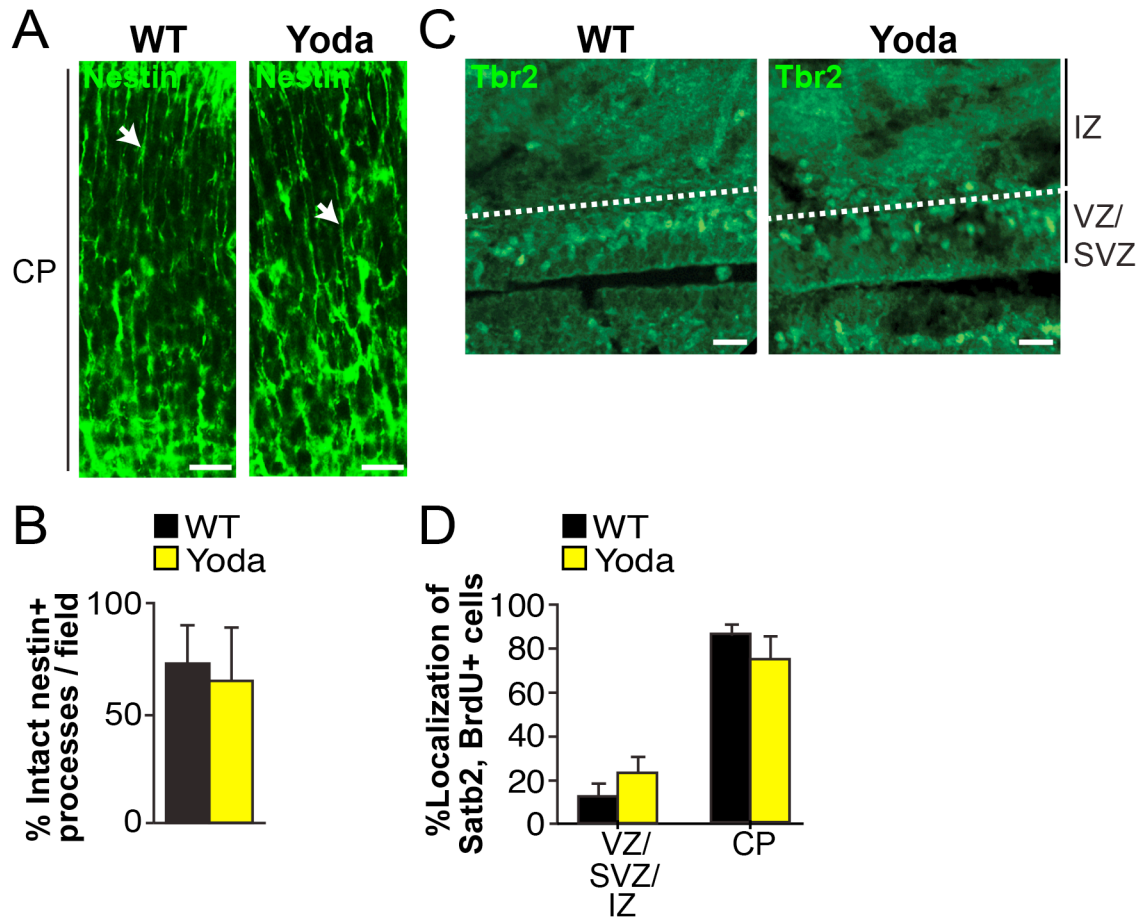 A
WT
Yoda
Nestin
Nestin
CP
C
WT
Yoda
Tbr2
Tbr2
IZ
VZ/
SVZ
B
WT
Yoda
% Intact nestin+
processes / field
100
50
0
D
WT
Yoda
%Localization of
Satb2, BrdU+ cells
100
80
60
40
20
0
VZ/
SVZ/
IZ
CP